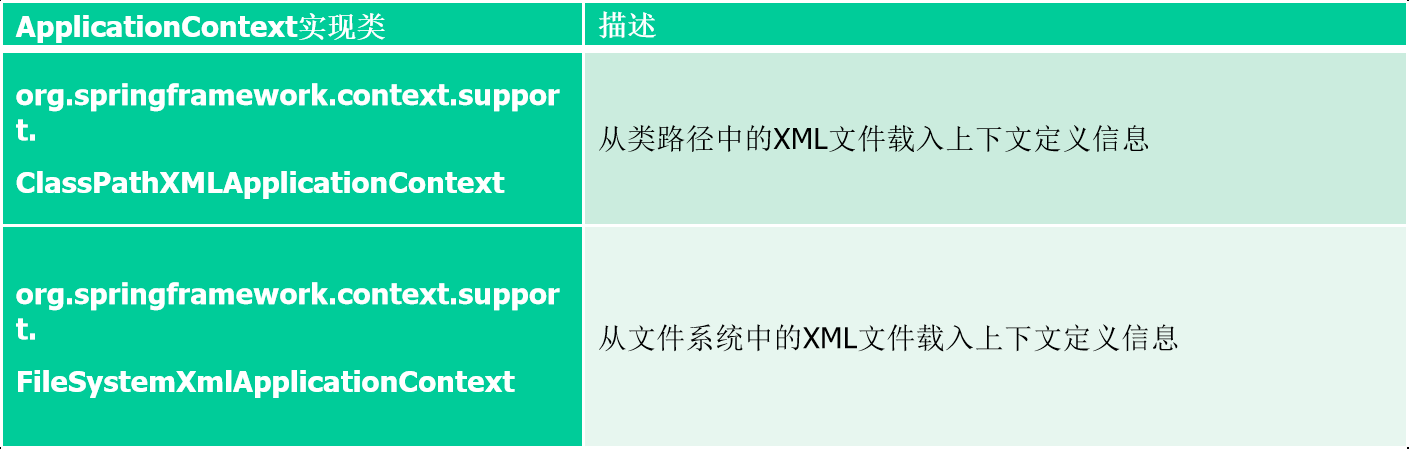 ApplicationContext实现类
描述
org.springframework.context.suppor
t.
ClassPathXMLApplicationContext
从类路径中的XML文件载入上下文定义信息
org.springframework.context.suppor
t.
FileSystemXmlApplicationContext
从文件系统中的XML文件载入上下文定义信息